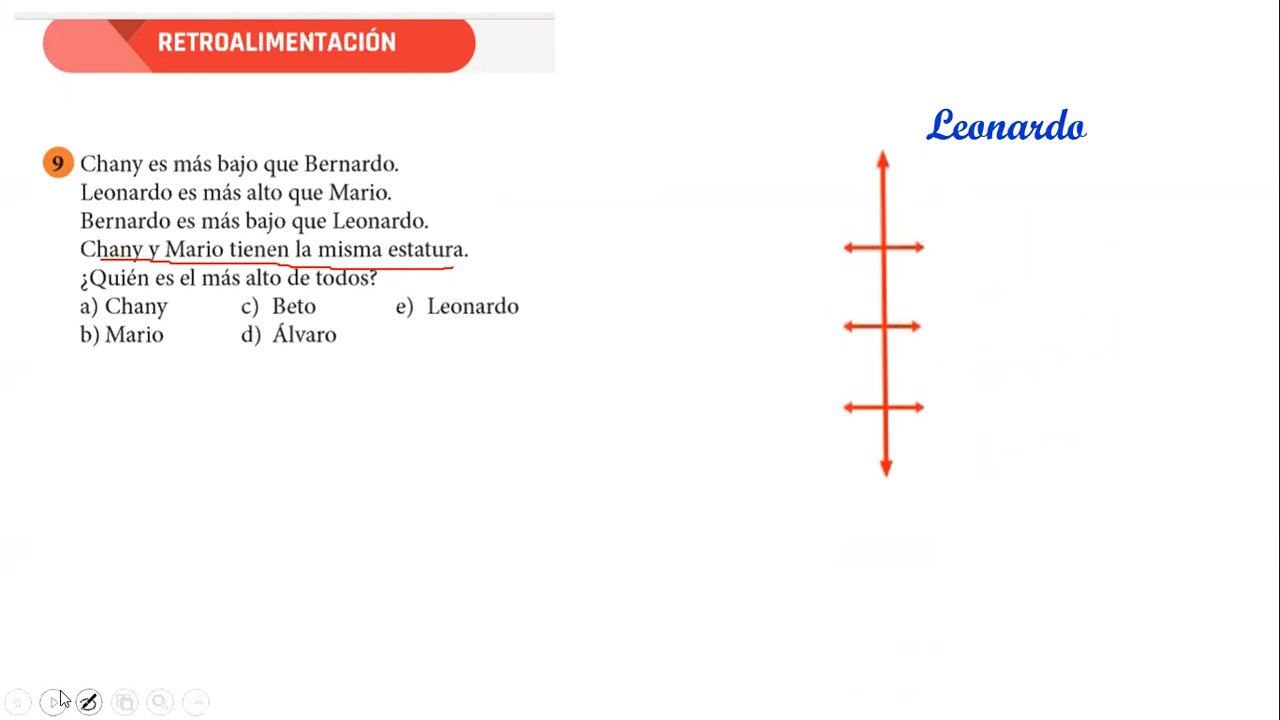 RETROALIMENTACIÓN
Leonardo
9 Chany es más bajo que Bernardo.
Leonardo es más alto que Mario.
Bernardo es más bajo que Leonardo.
Chany y Mario tienen la misma estatura.
¿Quién es el más alto de todos?
a) Chany c) Beto e) Leonardo
b) Mario d) Álvaro